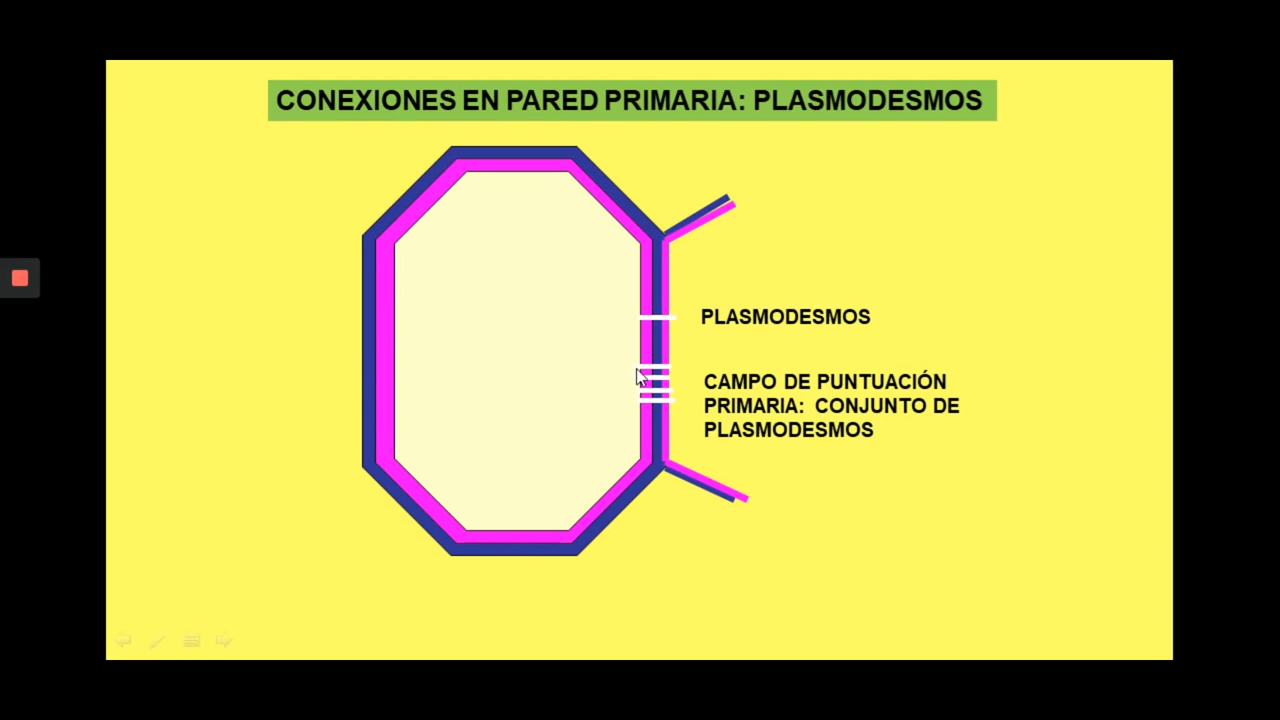 CONEXIONES EN PARED PRIMARIA: PLASMODESMOS
PLASMODESMOS
CAMPO DE PUNTUACIÓN
PRIMARIA: CONJUNTO DE
PLASMODESMOS